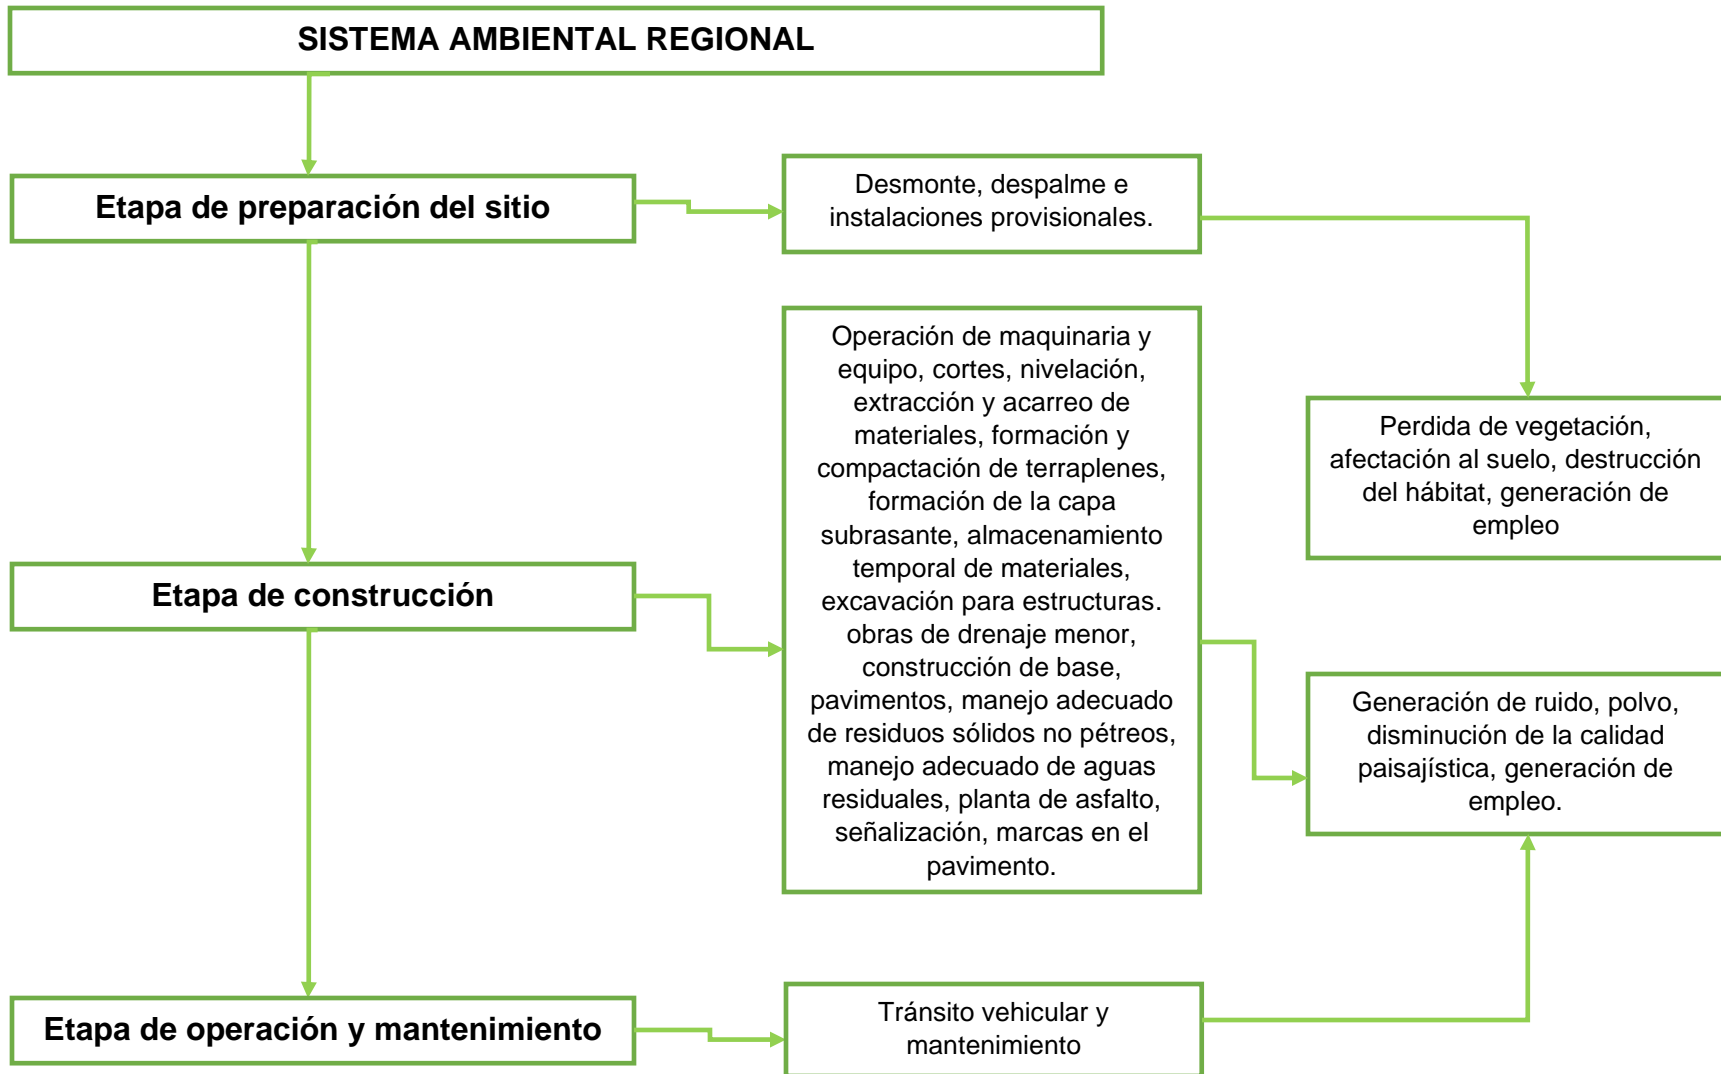 SISTEMA AMBIENTAL REGIONAL
Etapa de preparación del sitio
Desmonte, despalme e
instalaciones provisionales.
Operación de maquinaria y
equipo, cortes, nivelación,
extracción y acarreo de
materiales, formación y
compactación de terraplenes,
formación de la capa
subrasante, almacenamiento
temporal de materiales,
excavación para estructuras.
obras de drenaje menor,
construcción de base,
pavimentos, manejo adecuado
de residuos sólidos no pétreos,
manejo adecuado de aguas
residuales, planta de asfalto,
señalización, marcas en el
pavimento.
Perdida de vegetación,
afectación al suelo, destrucción
del hábitat, generación de
empleo
Etapa de construcción
Generación de ruido, polvo,
disminución de la calidad
paisajística, generación de
empleo.
Etapa de operación y mantenimiento
Tránsito vehicular y
mantenimiento